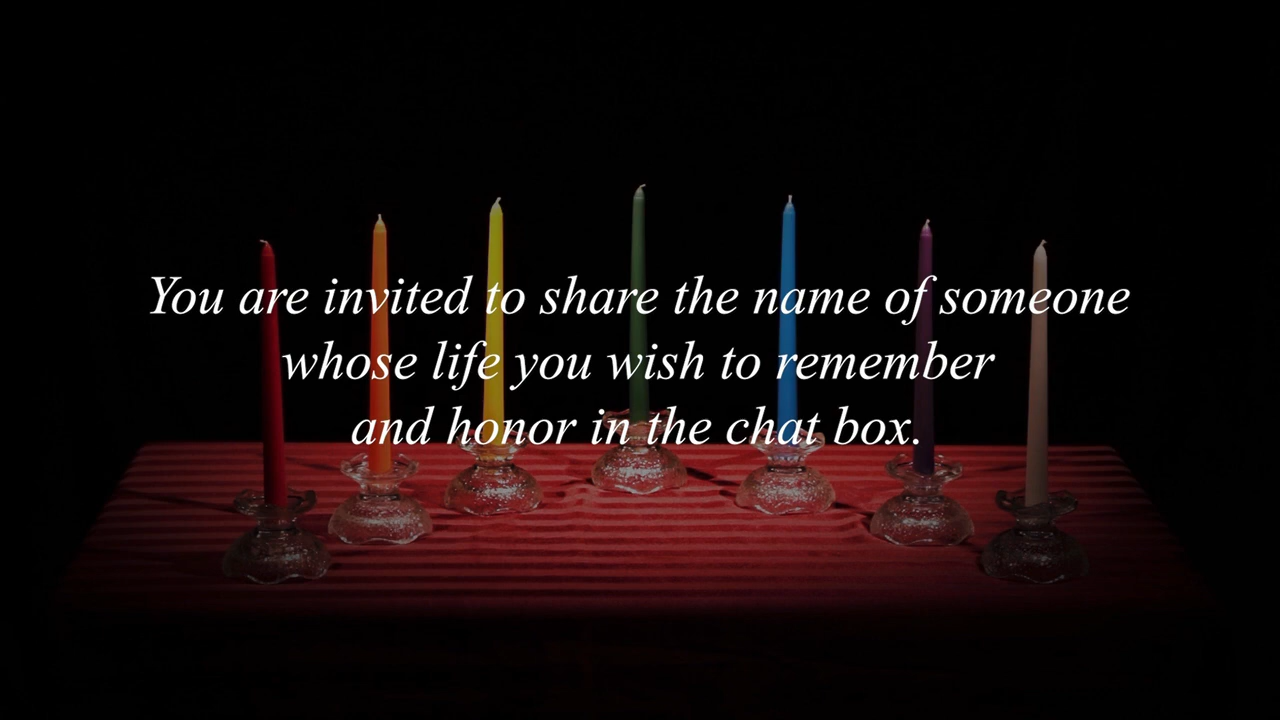 You are invited to share the name of someone
whose life you wish to remember
and honor in the chat box.